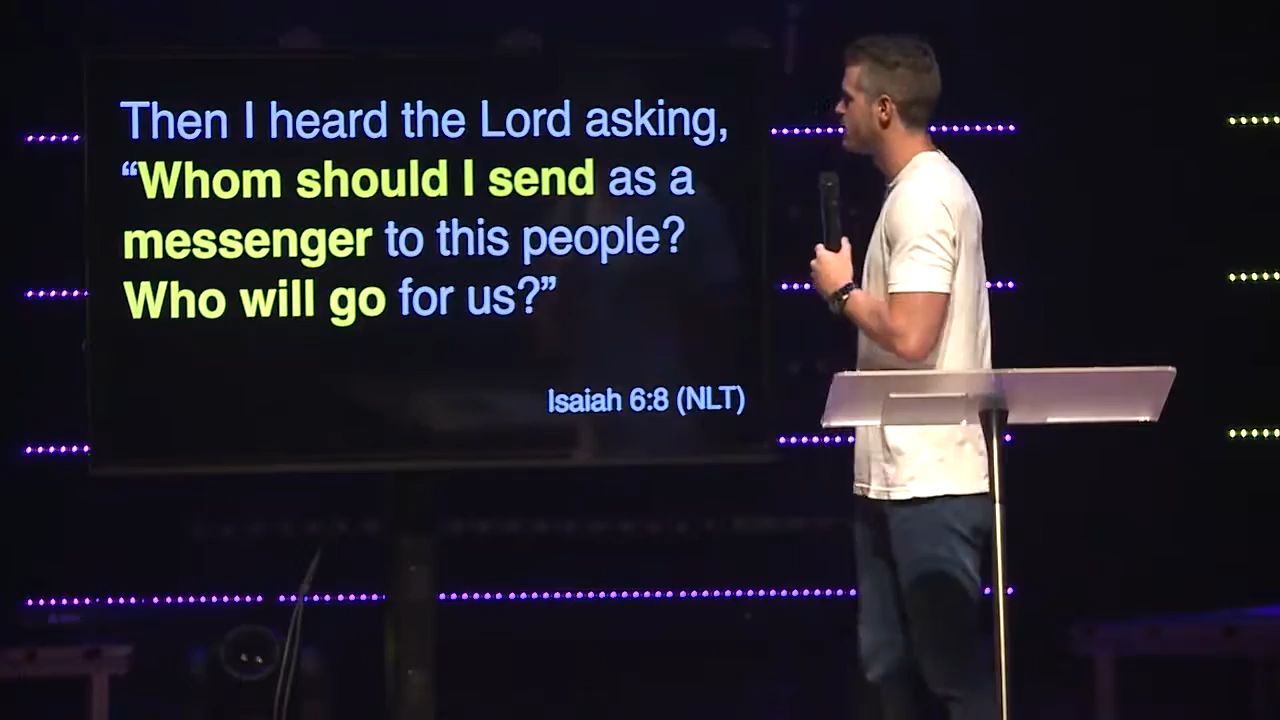 Then I heard the Lord asking,
“Whom should I send as a
messenger to this people?
Who will go for us?”
Isaiah 6:8 (NLT)